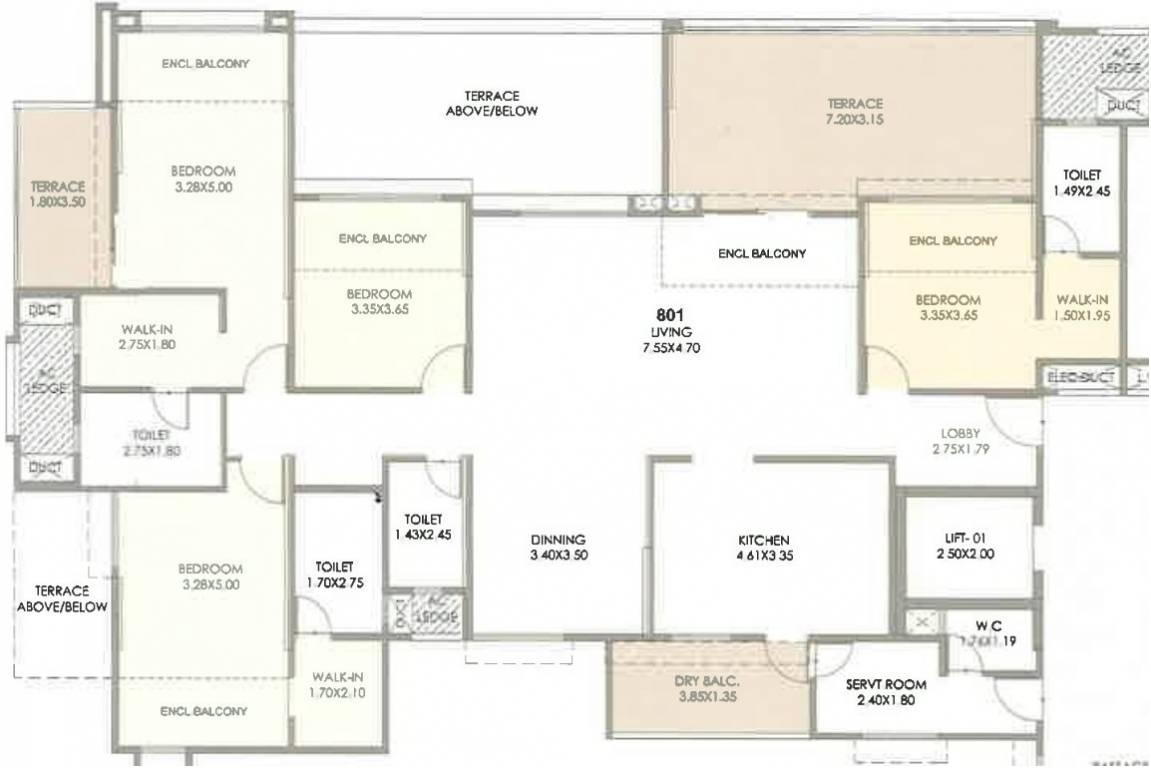 ENCL BALCONY
TERRACE
ABOVE/BELOW
TERRACE
7.20X3.15
AC
LEDGE
DUCT
BEDROOM
3.28X5.00
TERRACE
1.80X3.50
TOILET
1.49X2.45
ENCL BALCONY
ENCL BALCONY
ENCL BALCONY
BEDROOM
3.35X3.65
801
LIVING
7.55X4.70
BEDROOM
3.35X3.65
WALK-IN
1.50X1.95
DUCT
WALK-IN
2.75X1.80
AC
LEDGE
ELEC-DUCT
TOILET
2.75X1.80
LOBBY
2.75X1.79
DUCT
TOILET
1.43X2.45
DINNING
3.40X3.50
KITCHEN
4.61X3.35
LIFT- 01
2.50X2.00
BEDROOM
3.28X5.00
TOILET
1.70X2.75
TERRACE
ABOVE/BELOW
AC
LEDGE
W C
1.76X1.19
WALK-IN
1.70X2.10
DRY BALC.
3.85X1.35
SERVT ROOM
2.40X1.80
ENCL BALCONY